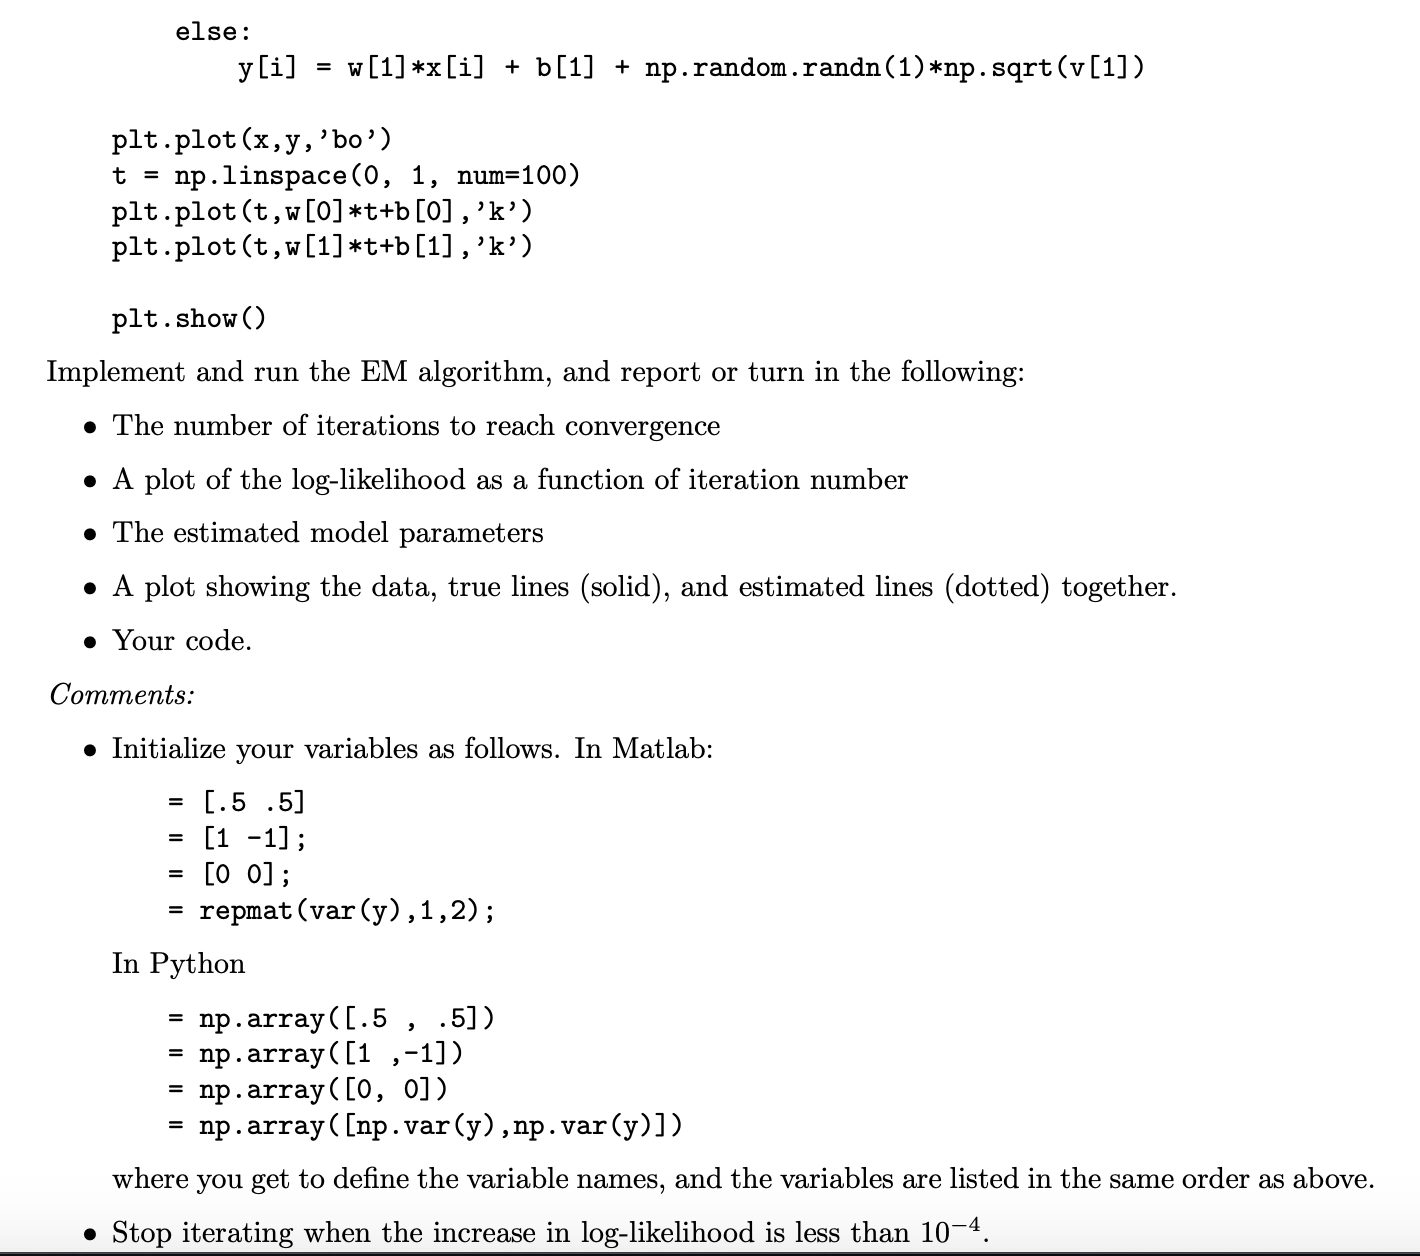 else:
y[i] = w[1]*x[i] + b[1] + np.random.randn(1)*np.sqrt(v[1])
plt.plot(x,y,’bo’)
t = np.linspace(0, 1, num=100)
plt.plot(t,w[0]*t+b[0],’k’)
plt.plot(t,w[1]*t+b[1],’k’)
plt.show()
Implement and run the EM algorithm, and report or turn in the following:
• The number of iterations to reach convergence
• A plot of the log-likelihood as a function of iteration number
• The estimated model parameters
• A plot showing the data, true lines (solid), and estimated lines (dotted) together.
• Your code.
Comments:
• Initialize your variables as follows. In Matlab:
= [.5 .5]
= [1 -1];
= [0 0];
= repmat(var(y),1,2);
In Python
= np.array([.5 , .5])
= np.array([1 ,-1])
= np.array([0, 0])
= np.array([np.var(y),np.var(y)])
where you get to define the variable names, and the variables are listed in the same order as above.
• Stop iterating when the increase in log-likelihood is less than 10⁻⁴.